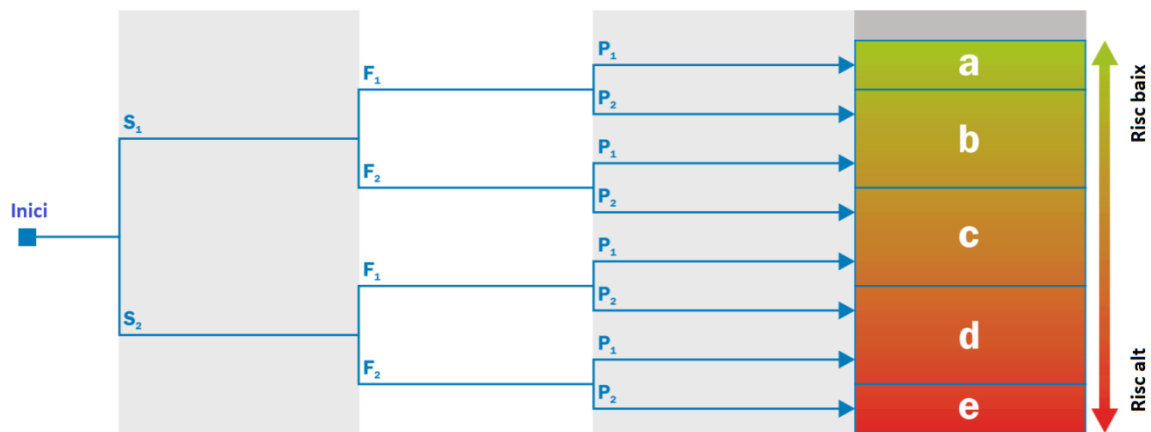 P₁
a
F₁
P₂
S₁
b
P₁
F₂
P₂
Inici
c
P₁
F₁
P₂
S₂
d
P₁
F₂
P₂
e
Risc baix
Risc alt